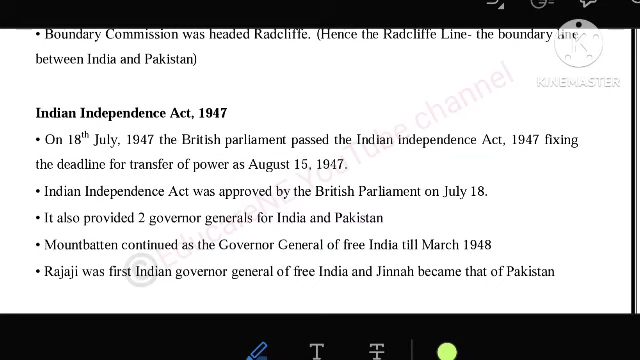 • Boundary Commission was headed Radcliffe. (Hence the Radcliffe Line- the boundary line
between India and Pakistan)
KINEMASTER
Indian Independence Act, 1947
• On 18th July, 1947 the British parliament passed the Indian independence Act, 1947 fixing
the deadline for transfer of power as August 15, 1947.
• Indian Independence Act was approved by the British Parliament on July 18.
• It also provided 2 governor generals for India and Pakistan
• Mountbatten continued as the Governor General of free India till March 1948
• Rajaji was first Indian governor general of free India and Jinnah became that of Pakistan
©EducareNE YouTube channel